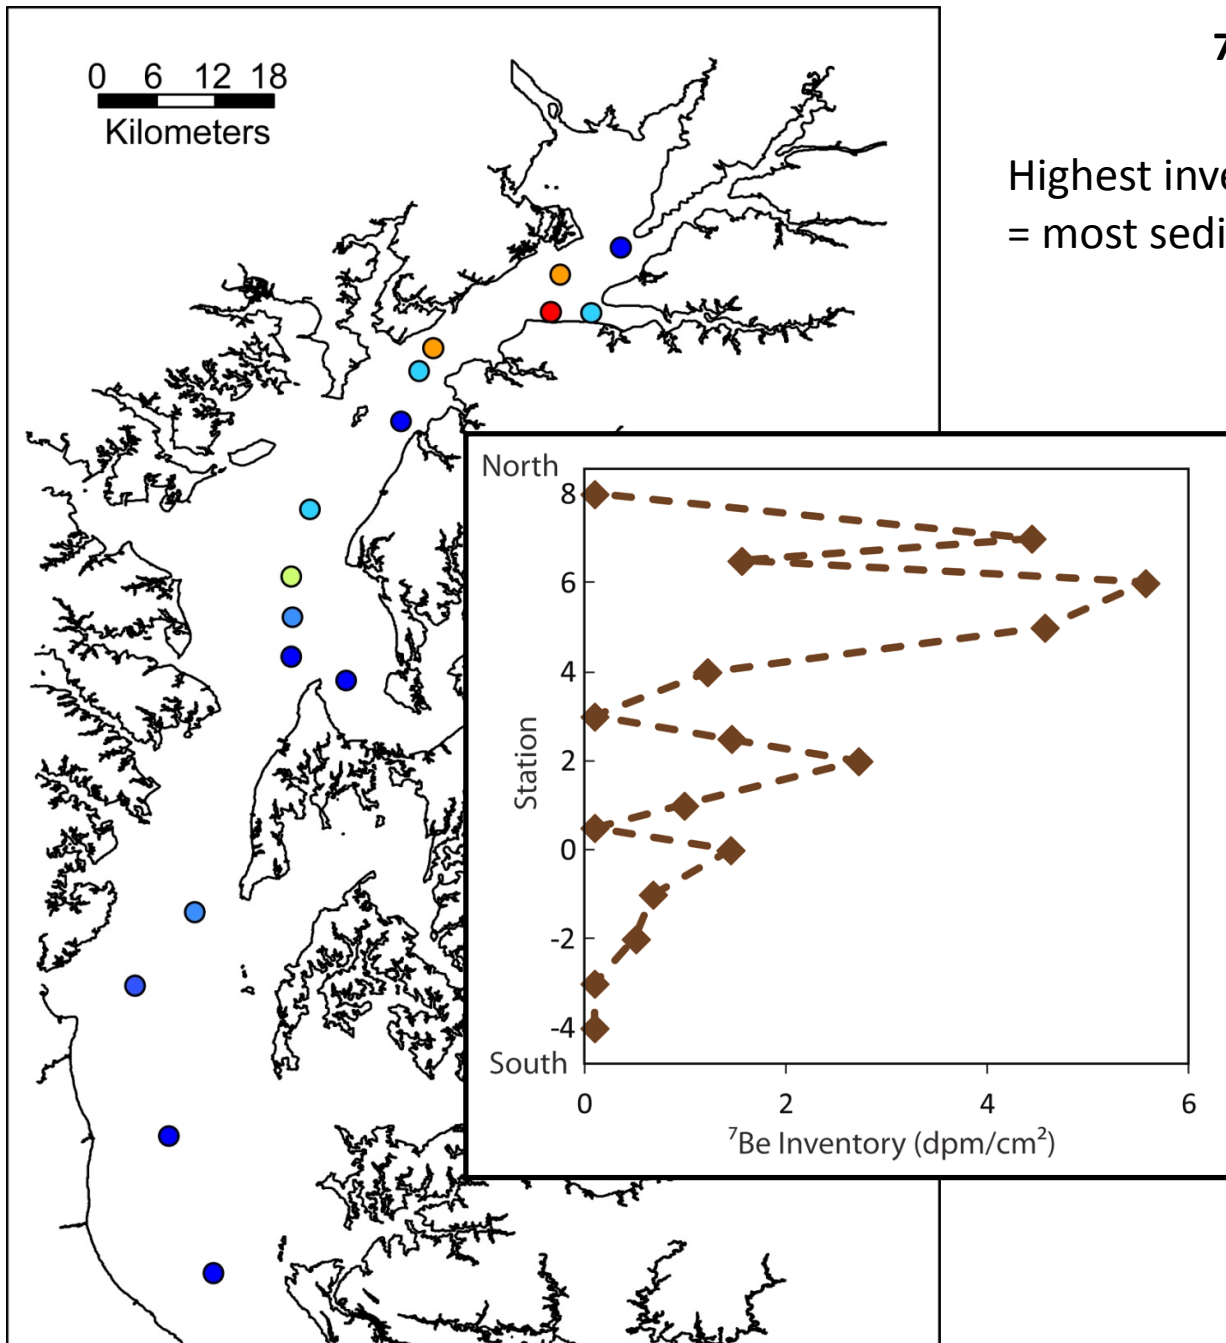 0 6 12 18
Kilometers
7
Highest inve
= most sedi
North
8
6
4
2
0
-2
-4
South
Station
0 2 4 6
⁷Be Inventory (dpm/cm²)